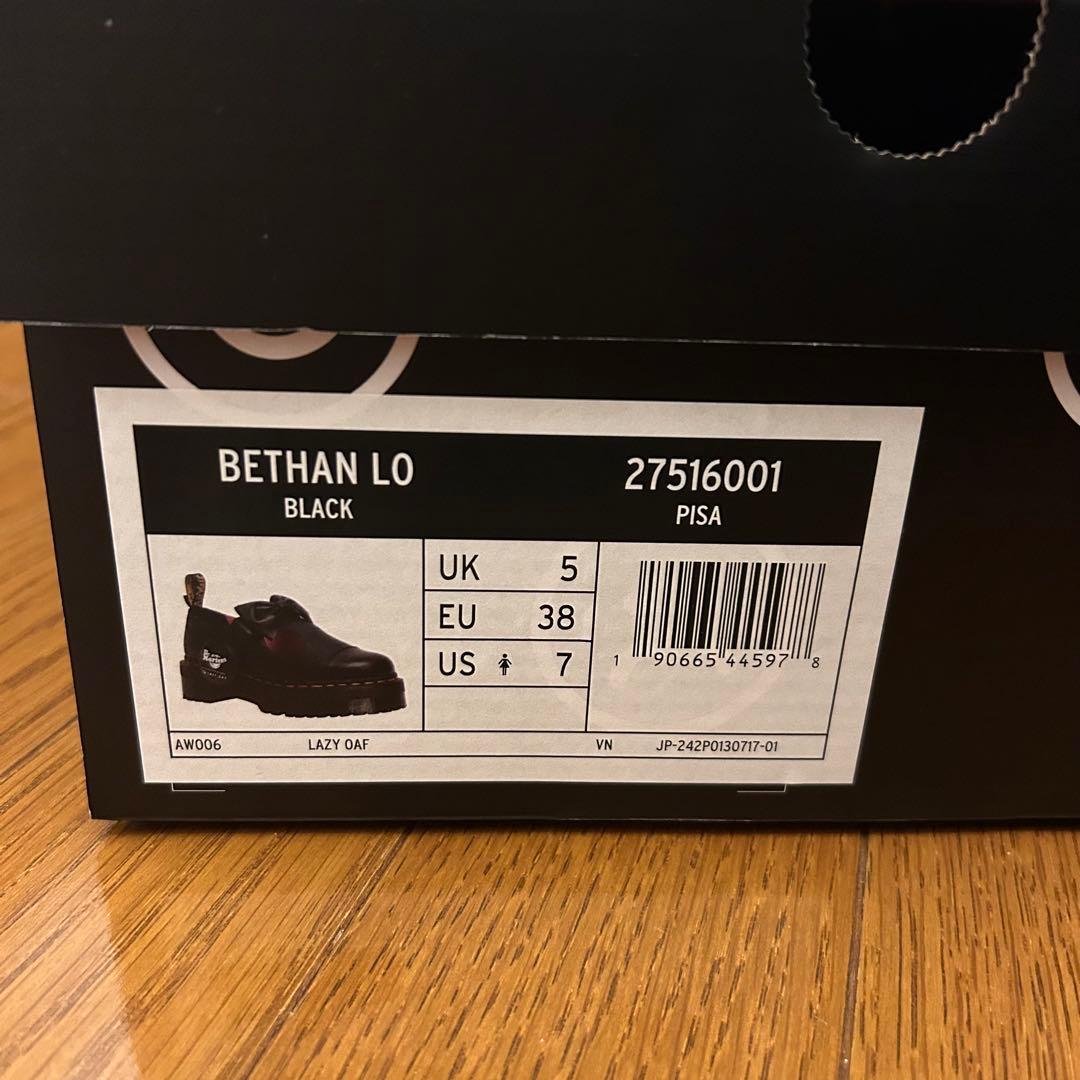 BETHAN LO
BLACK
27516001
PISA
UK 5
EU 38
US 7
1 90665 44597 8
AW006 LAZY OAF VN JP-242P0130717-01